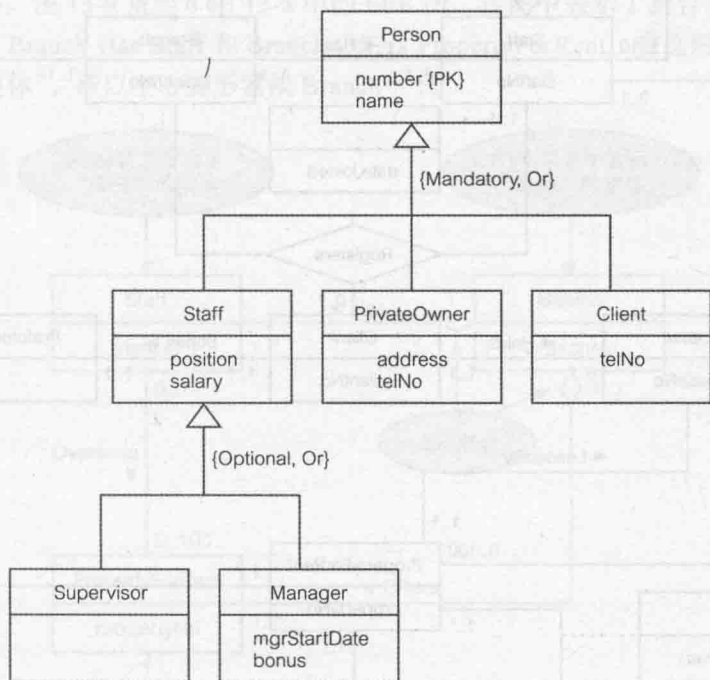 Person
number {PK}
name
{Mandatory, Or}
Staff
position
salary
PrivateOwner
address
telNo
Client
telNo
{Optional, Or}
Supervisor
Manager
mgrStartDate
bonus